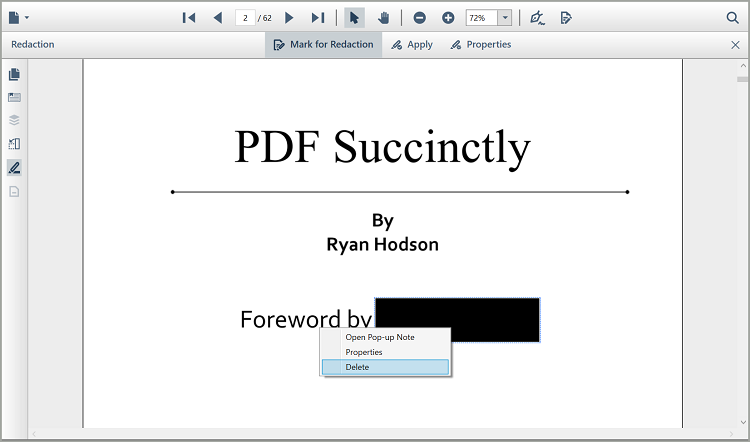 2 / 62 72%
Redaction Mark for Redaction Apply Properties
PDF Succinctly
By
Ryan Hodson
Foreword by
Open Pop-up Note
Properties
Delete